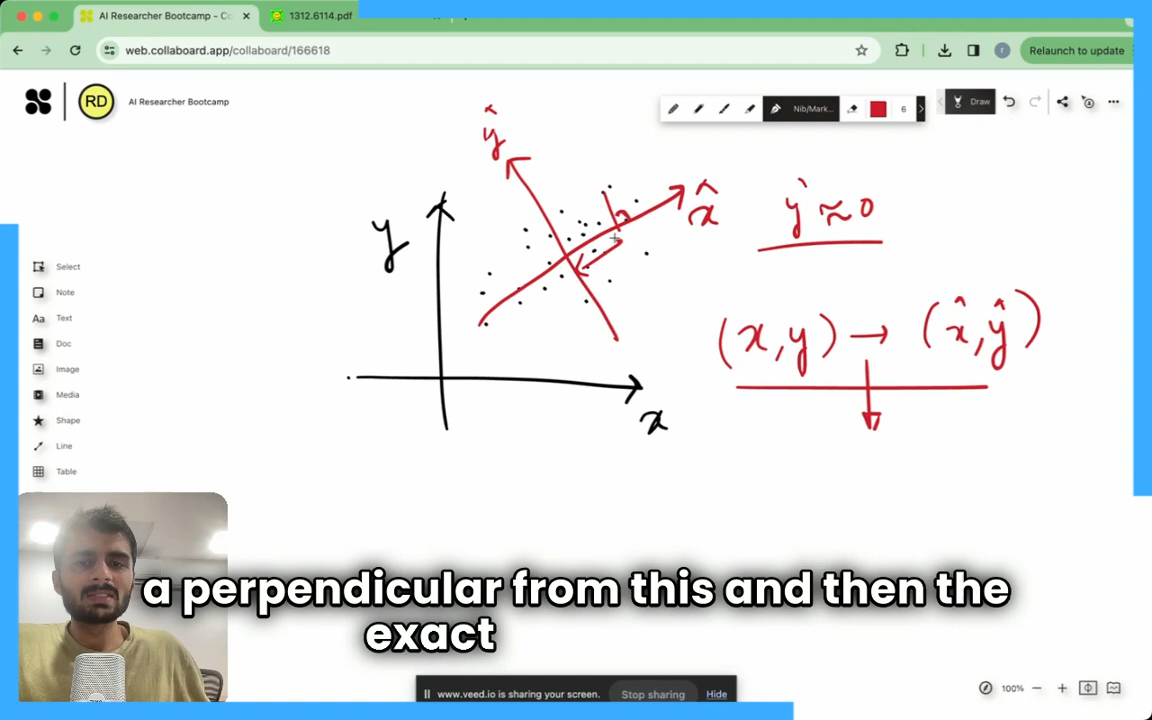 AI Researcher Bootcamp - Co
1312.6114.pdf
web.collaboard.app/collaboard/166618
r
Relaunch to update
RD
AI Researcher Bootcamp
Nib/Mark...
6
Draw
ŷ
y
x̂
ŷ ≈ 0
Select
Note
Aa Text
Doc
Image
Media
Shape
Line
Table
(x, y) → (x̂, ŷ)
x
a perpendicular from this and then the
exact
www.veed.io is sharing your screen.
Stop sharing
Hide
100%